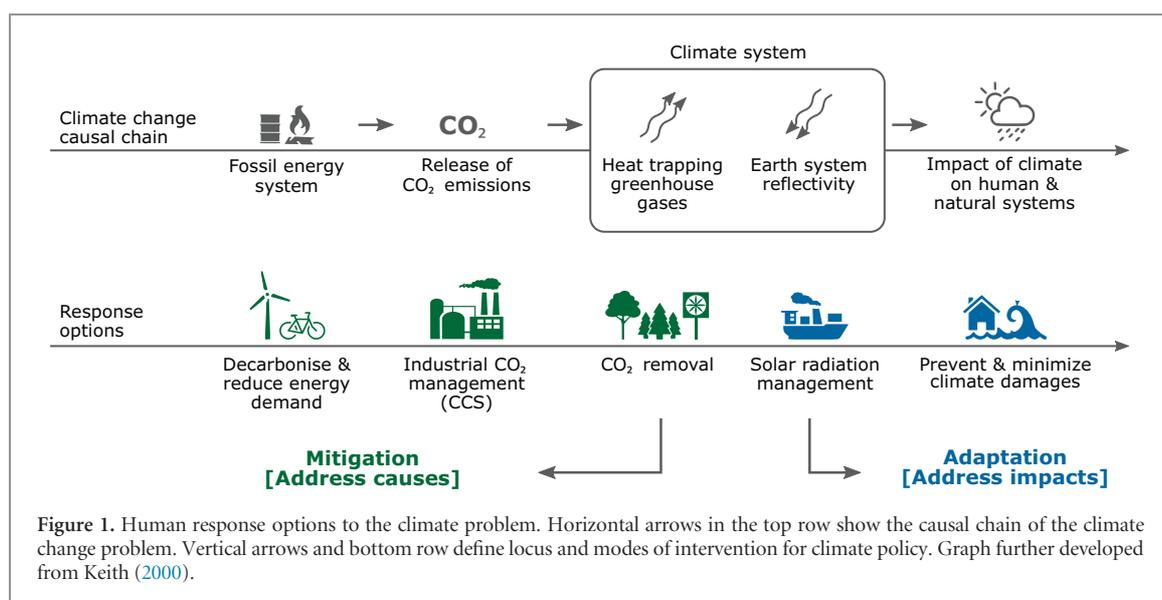 Climate system
Climate change
causal chain
CO₂
Fossil energy
system
Release of
CO₂ emissions
Heat trapping
greenhouse
gases
Earth system
reflectivity
Impact of climate
on human &
natural systems
Response
options
Decarbonise &
reduce energy
demand
Industrial CO₂
management
(CCS)
CO₂ removal
Solar radiation
management
Prevent & minimize
climate damages
Mitigation
[Address causes]
Adaptation
[Address impacts]
Figure 1. Human response options to the climate problem. Horizontal arrows in the top row show the causal chain of the climate
change problem. Vertical arrows and bottom row define locus and modes of intervention for climate policy. Graph further developed
from Keith (2000).